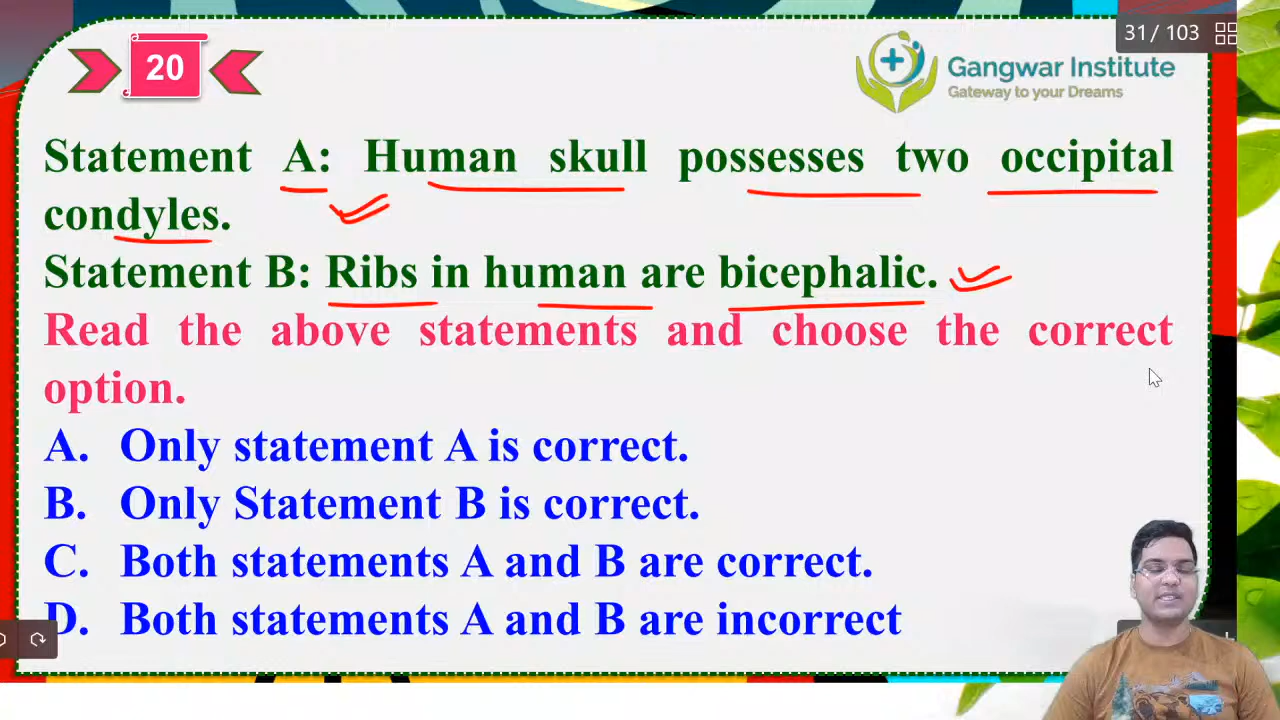 31 / 103
20
Gangwar Institute
Gateway to your Dreams
Statement A: Human skull possesses two occipital
condyles.
Statement B: Ribs in human are bicephalic.
Read the above statements and choose the correct
option.
A. Only statement A is correct.
B. Only Statement B is correct.
C. Both statements A and B are correct.
D. Both statements A and B are incorrect